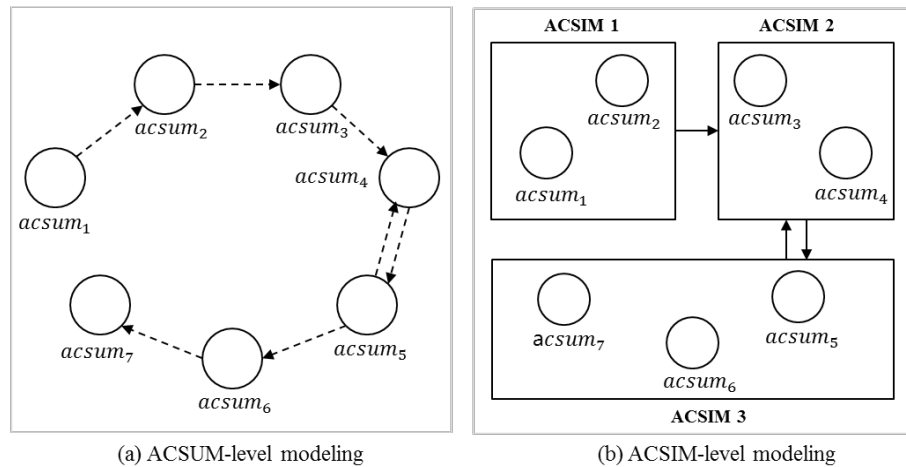 acsum₂
acsum₃
acsum₄
acsum₁
acsum₇
acsum₅
acsum₆
(a) ACSUM-level modeling
ACSIM 1
ACSIM 2
acsum₂
acsum₃
acsum₁
acsum₄
acsum₇
acsum₅
acsum₆
ACSIM 3
(b) ACSIM-level modeling